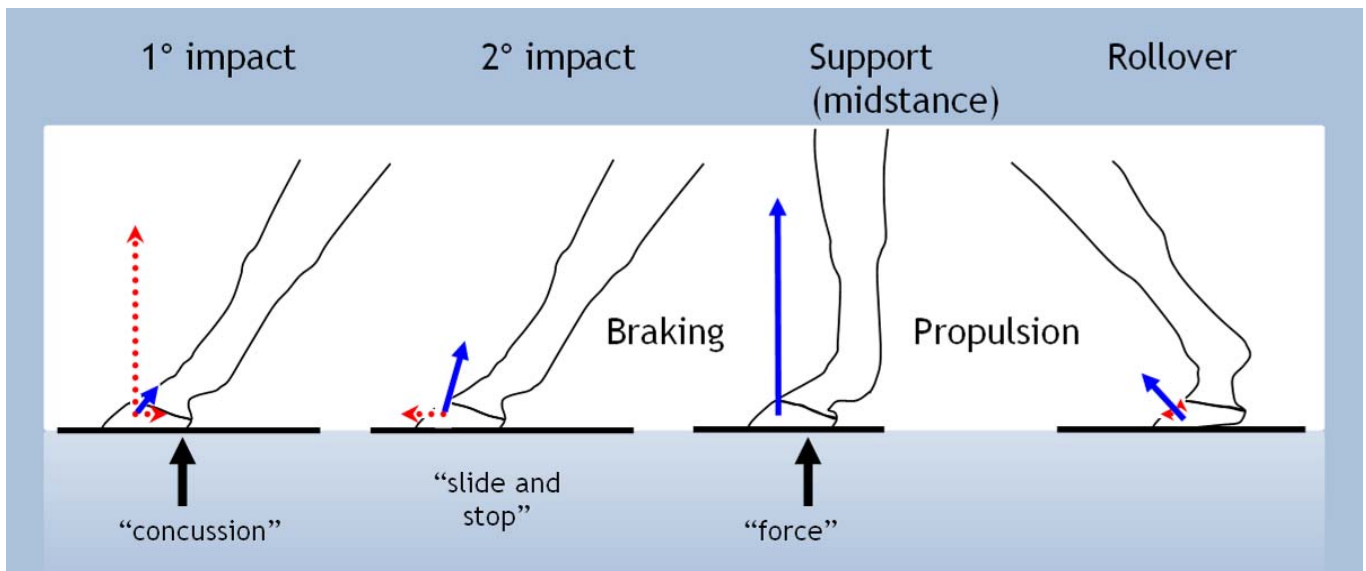 1° impact
2° impact
Support
(midstance)
Rollover
Braking
Propulsion
“concussion”
“slide and
stop”
“force”